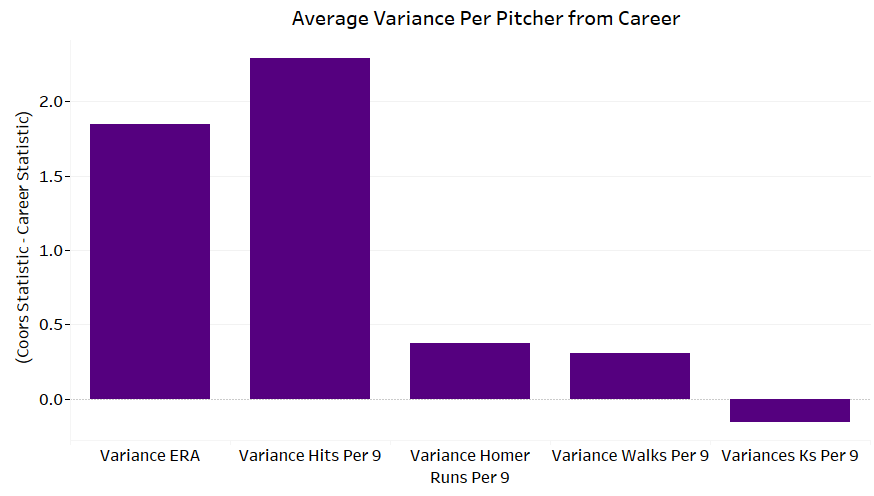 Average Variance Per Pitcher from Career
(Coors Statistic - Career Statistic)
2.0
1.5
1.0
0.5
0.0
Variance ERA
Variance Hits Per 9
Variance Homer
Runs Per 9
Variance Walks Per 9
Variances Ks Per 9